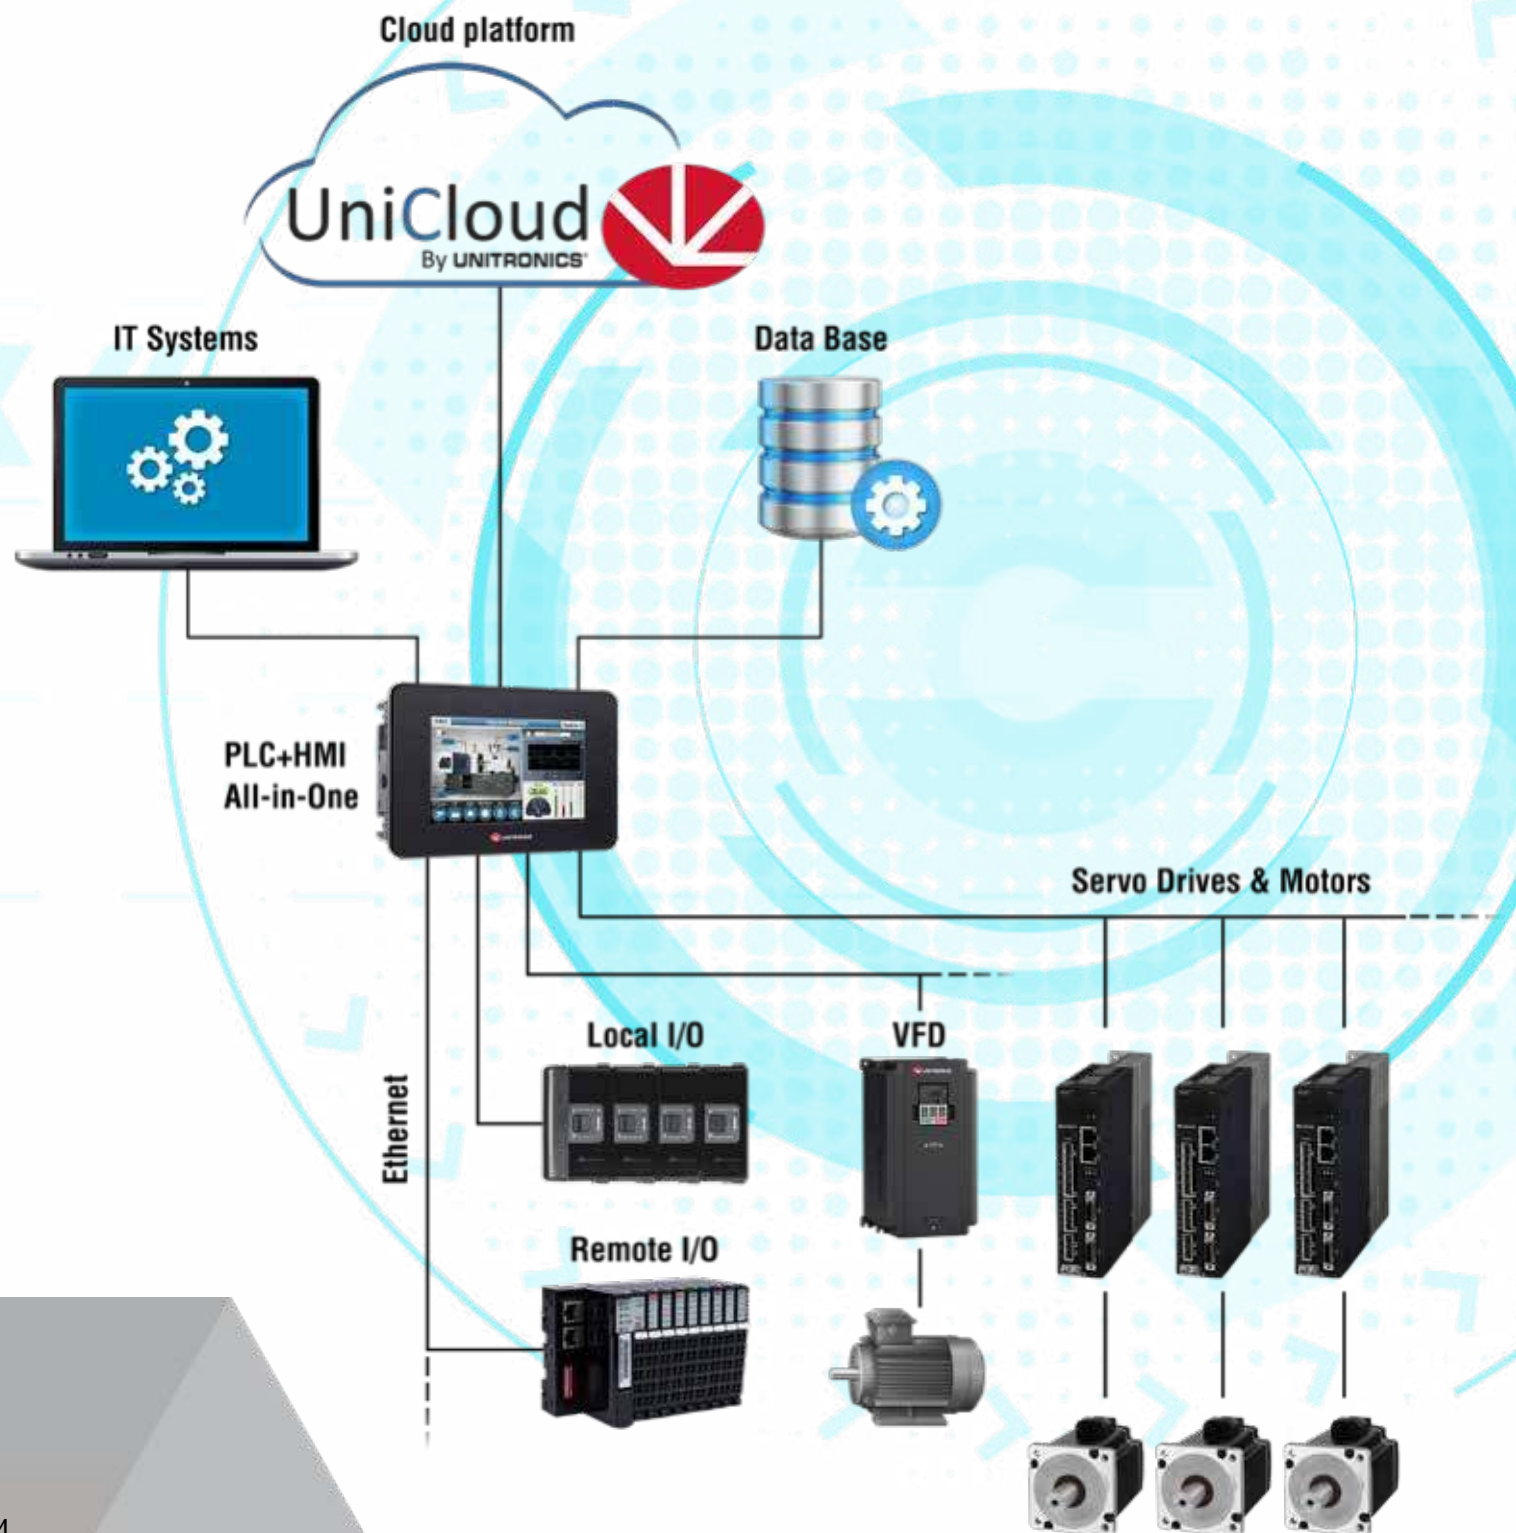 Cloud platform
UniCloud
By UNITRONICS
IT Systems
Data Base
PLC+HMI
All-in-One
Servo Drives & Motors
Local I/O
VFD
Ethernet
Remote I/O